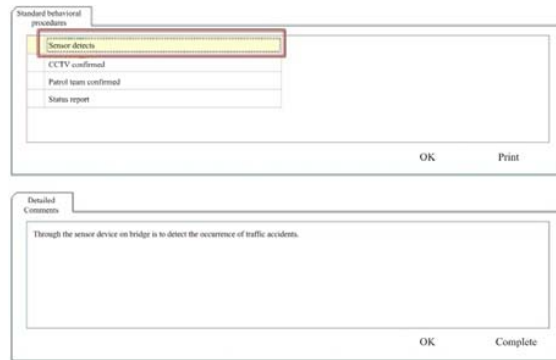 Standard behavioral
procedures
Sensor detects
CCTV confirmed
Patrol team confirmed
Status report
OK Print
Detailed
Comments
Through the sensor device on bridge is to detect the occurrence of traffic accidents.
OK Complete